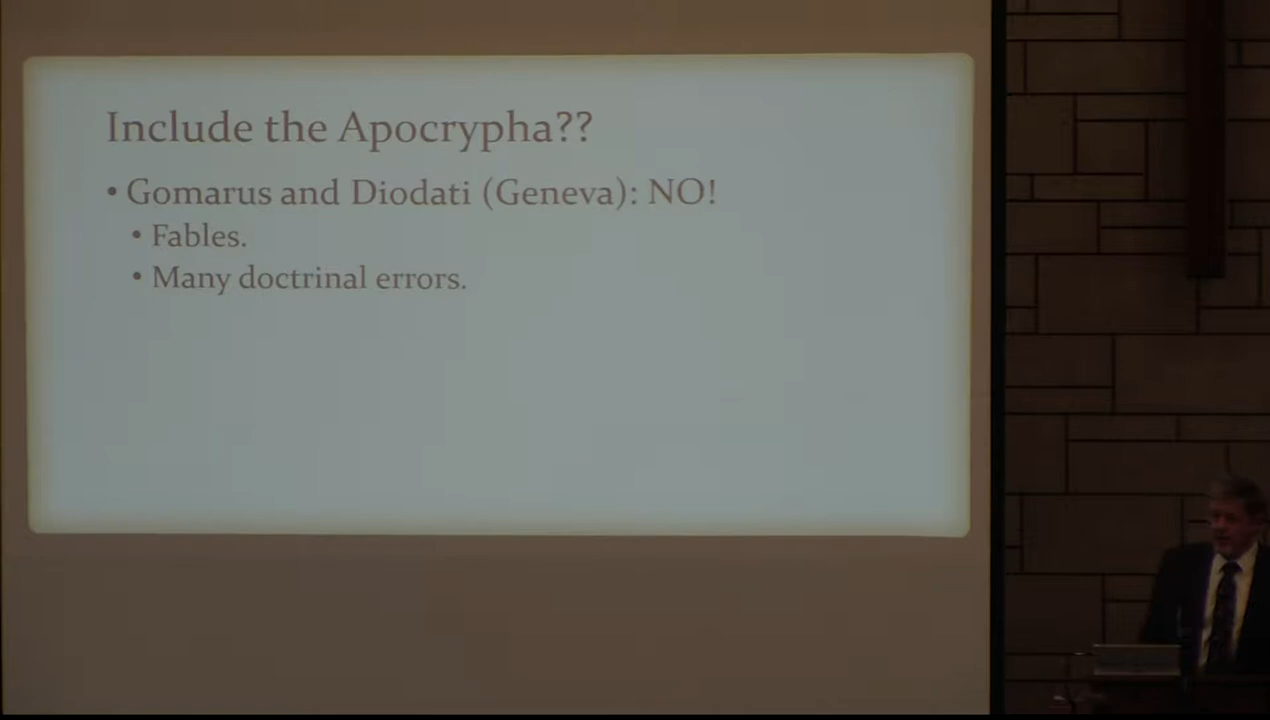 Include the Apocrypha??
• Gomarus and Diodati (Geneva): NO!
• Fables.
• Many doctrinal errors.